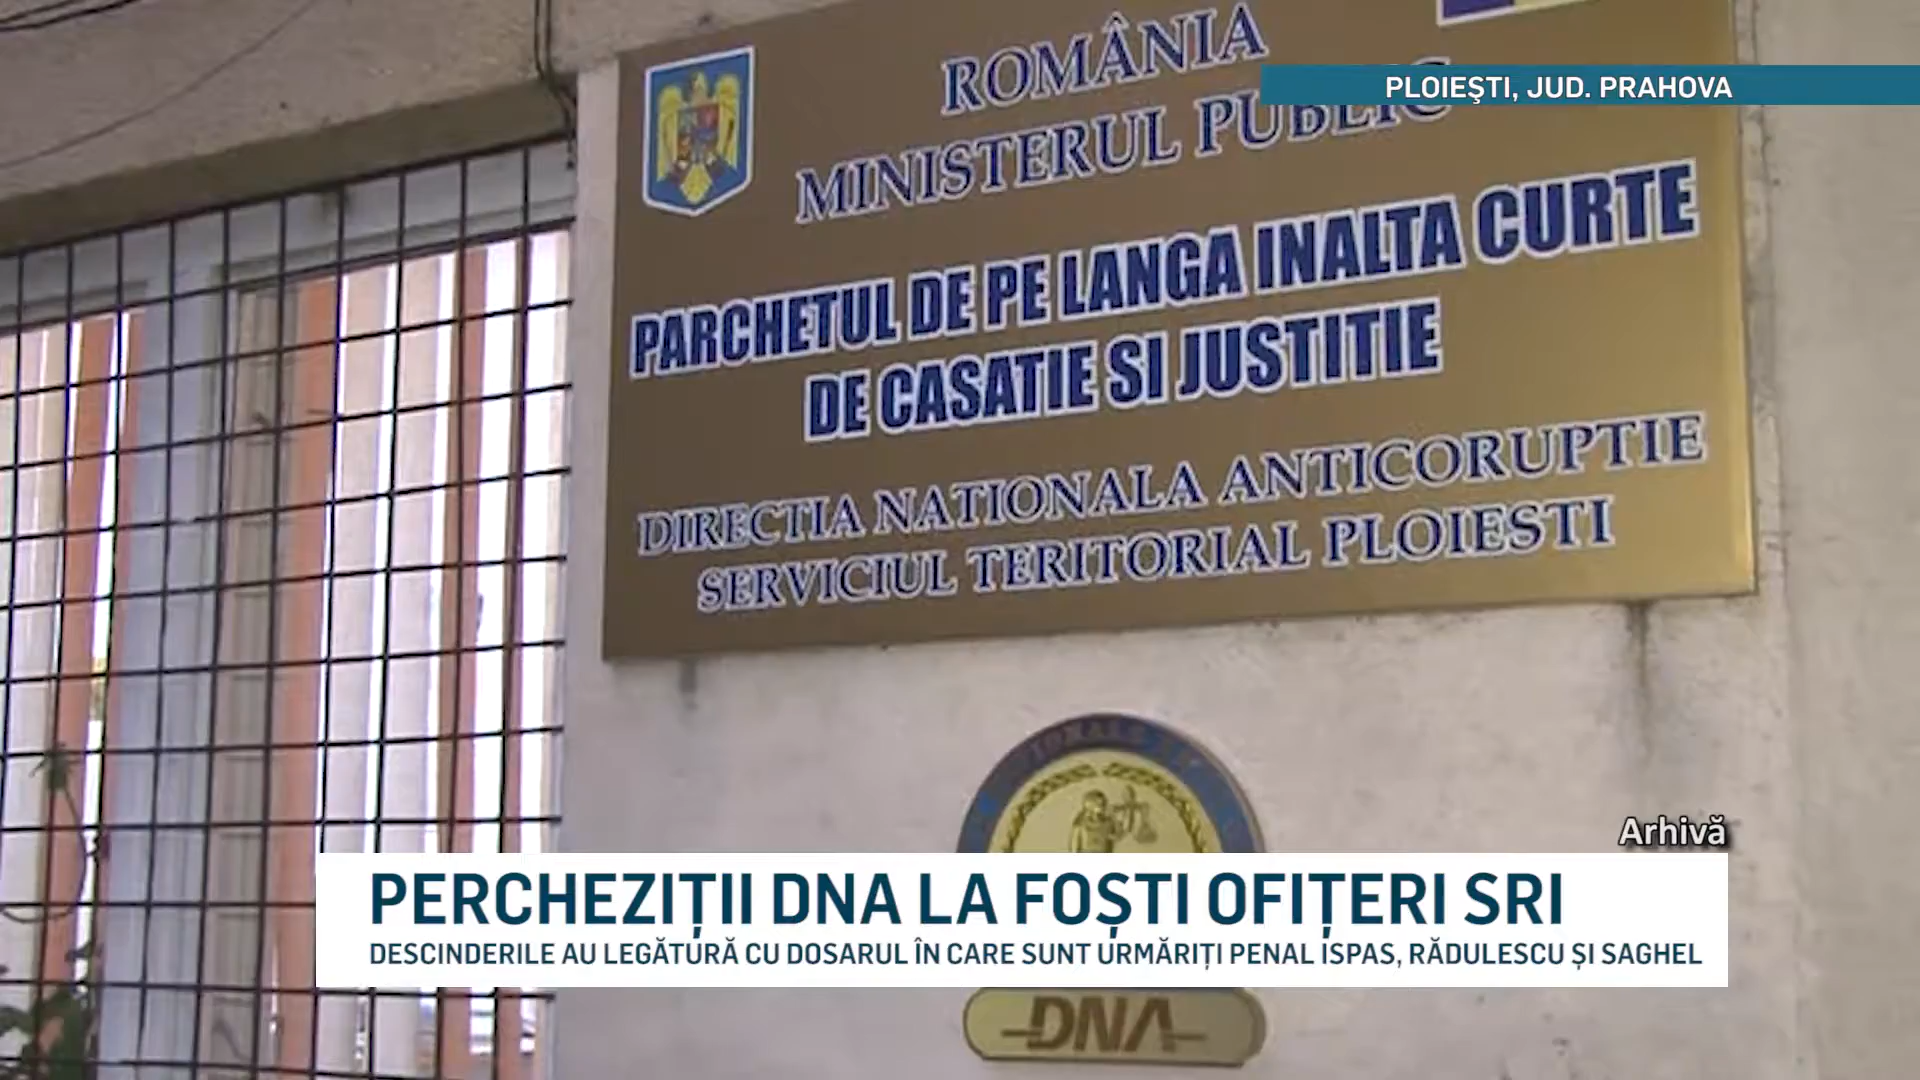 ROMÂNIA
PLOIEŞTI, JUD. PRAHOVA
MINISTERUL PUBLIC
PARCHETUL DE PE LANGA INALTA CURTE
DE CASATIE SI JUSTITIE
DIRECTIA NATIONALA ANTICORUPTIE
SERVICIUL TERITORIAL PLOIESTI
Arhivă
PERCHEZIȚII DNA LA FOȘTI OFIȚERI SRI
DESCINDERILE AU LEGĂTURĂ CU DOSARUL ÎN CARE SUNT URMĂRIȚI PENAL ISPAS, RĂDULESCU ȘI SAGHEL
DNA